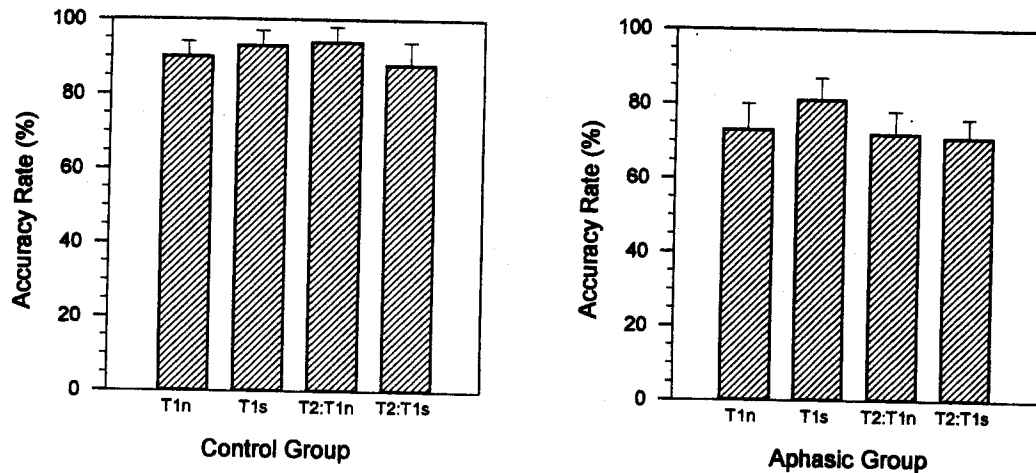 Accuracy Rate (%)
100
80
60
40
20
0
T1n T1s T2:T1n T2:T1s
Control Group
Accuracy Rate (%)
100
80
60
40
20
0
T1n T1s T2:T1n T2:T1s
Aphasic Group